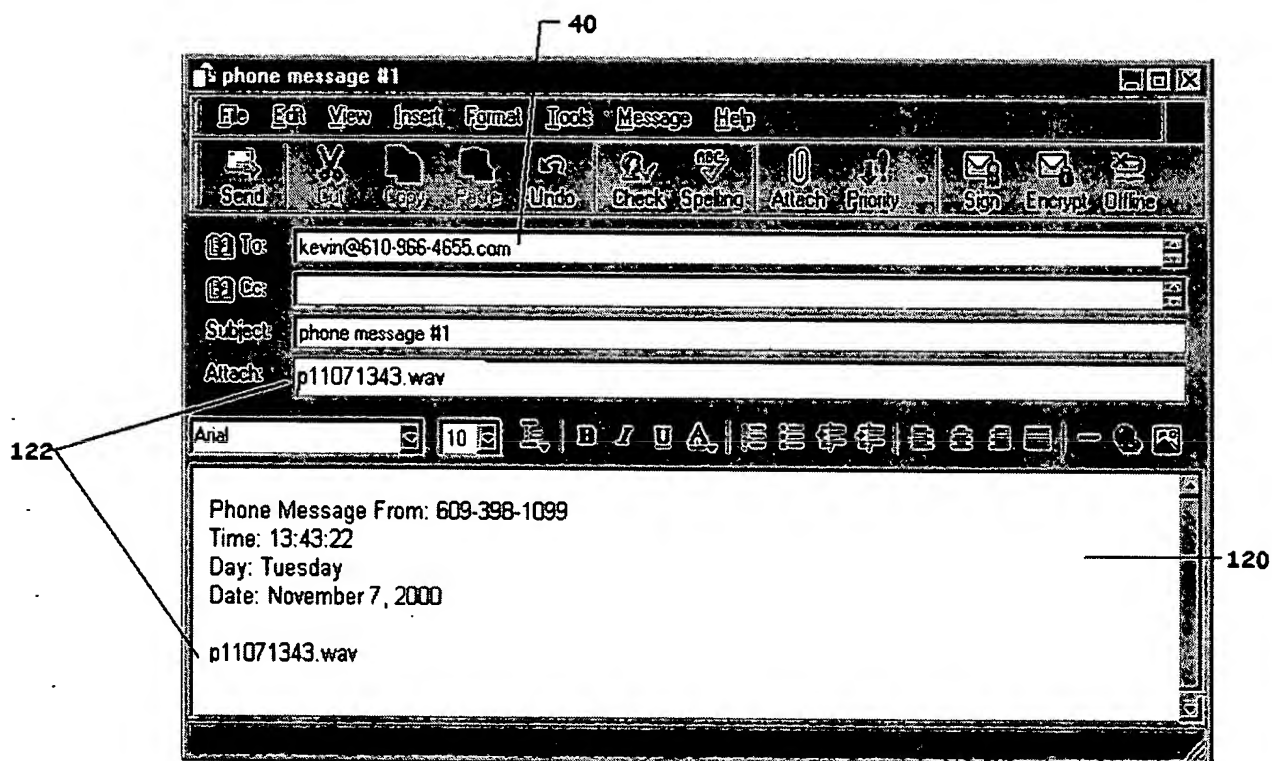 40
phone message #1
File Edit View Insert Format Tools Message Help
Send Cut Copy Paste Undo Check Spelling Attach Priority Sign Encrypt Offline
To: kevin@610-966-4655.com
Cc:
Subject: phone message #1
Attach: p11071343.wav
122
Arial 10 B I U A
Phone Message From: 609-398-1099
Time: 13:43:22
120
Day: Tuesday
Date: November 7, 2000
p11071343.wav